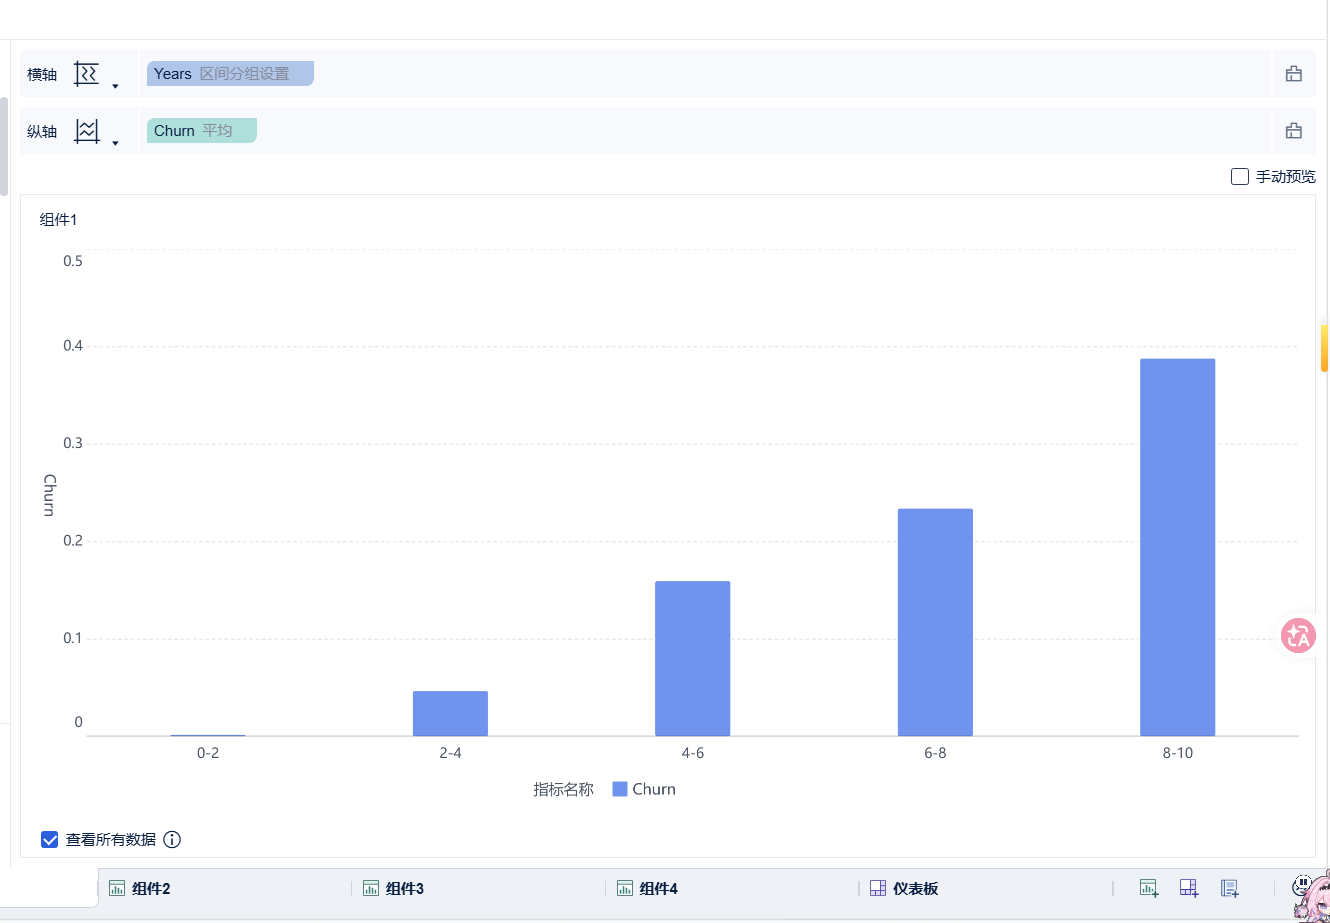 横轴 Years 区间分组设置
纵轴 Churn 平均
手动预览
组件1
0.5
0.4
0.3
0.2
0.1
0
Churn
0-2 2-4 4-6 6-8 8-10
指标名称 Churn
查看所有数据
组件2 组件3 组件4 仪表板